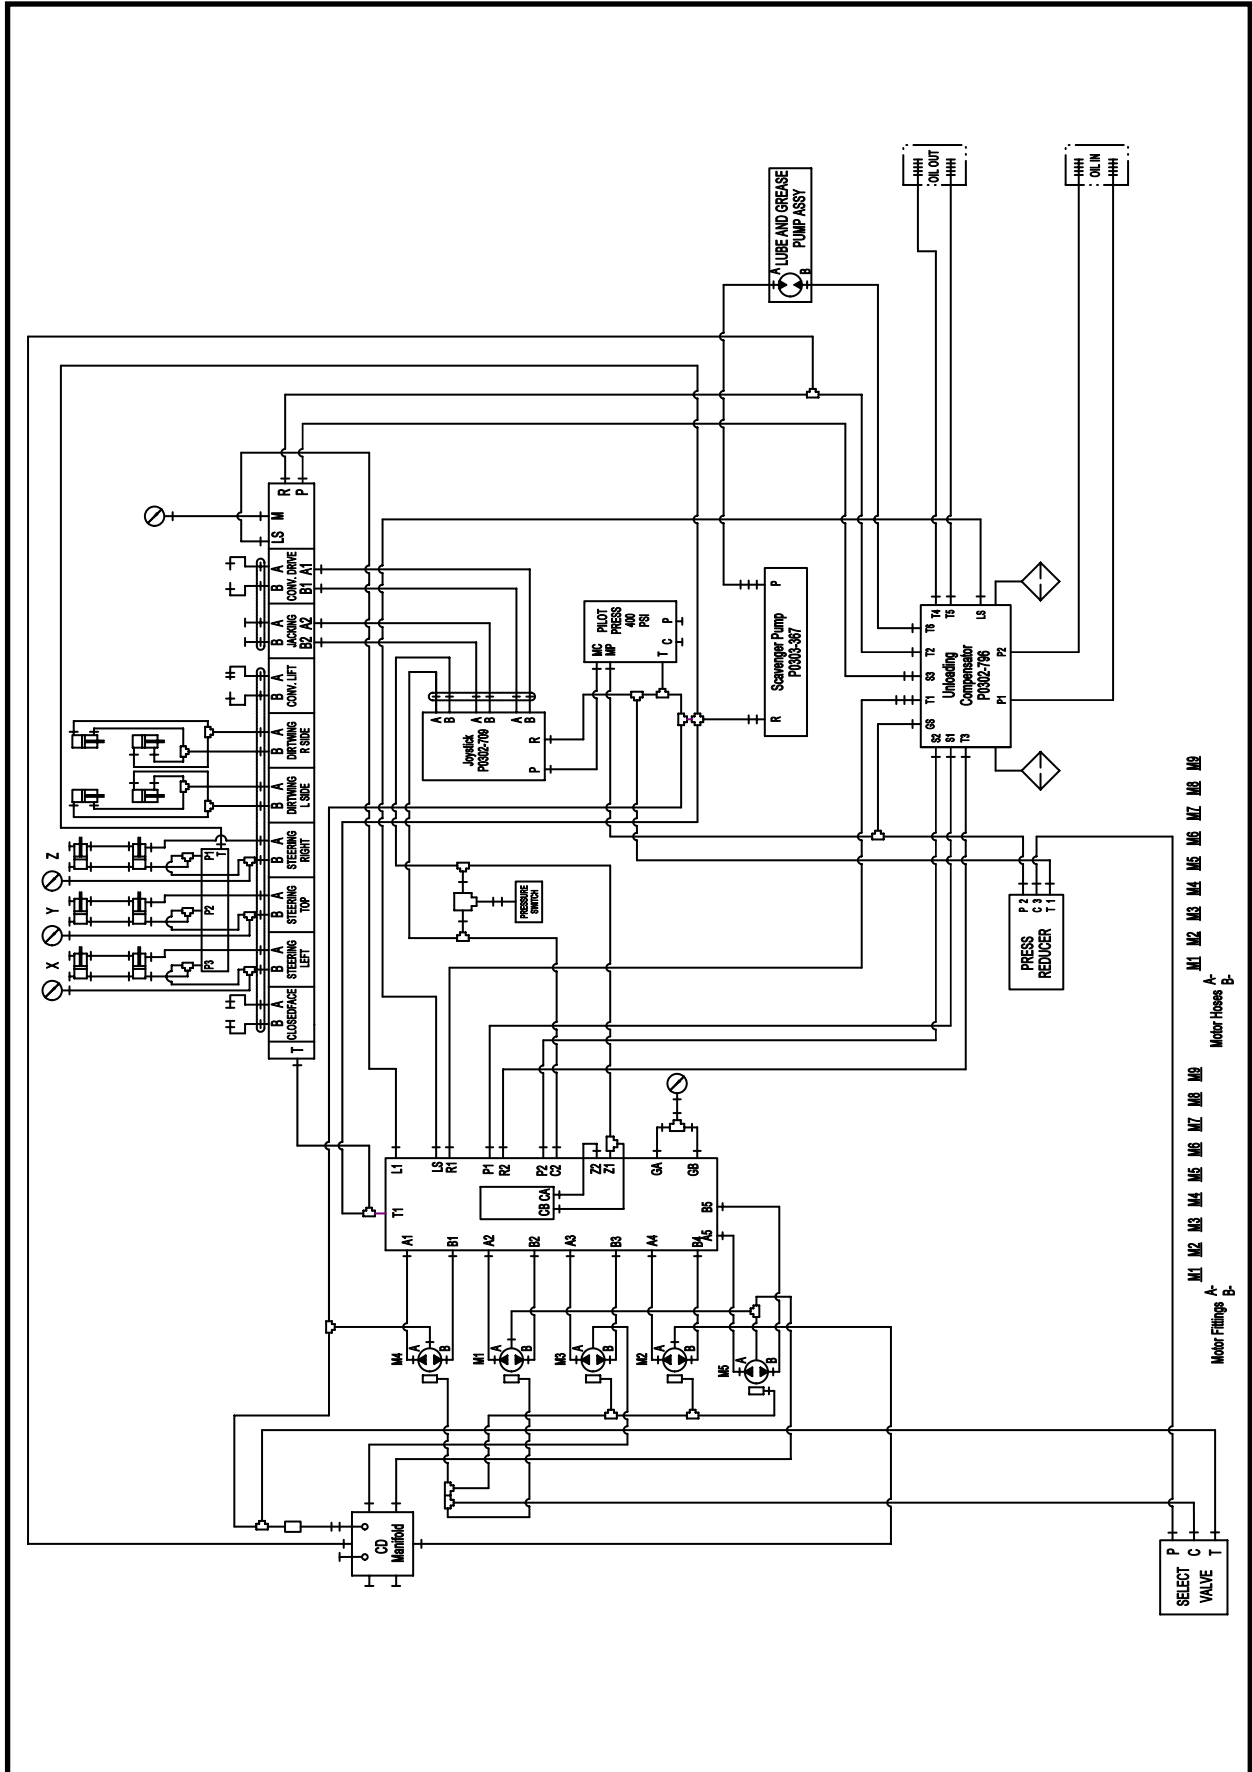 OIL OUT
OIL IN
LUBE AND GREASE
PUMP ASSY
A
B
R
P
M
LS
CONV. DRIVE
B A
B1 A1
JACKING
B A
B2 A2
CONV. LIFT
B A
DIRTWING
R SIDE
B A
DIRTWING
L SIDE
B A
STEERING
RIGHT
B A
STEERING
TOP
B A
STEERING
LEFT
B A
CLOSEDFACE
B A
T
X Y Z
P3 P2 P1
T
Joystick
P0302-709
A
B
A
B
A
B
P R
PILOT
PRESS
400
PSI
MC
MP
T C P
Scavenger Pump
P0303-367
R P
Unloading
Compensator
P0302-796
GS T1 S3 T2 T6
S2
S1
T3
T4
T5
LS
P1 P2
PRESSURE
SWITCH
PRESS
REDUCER
P 2
C 3
T 1
L1
LS
R1
P1
R2
P2
C2
Z2
Z1
GA
GB
CB CA
T1
A1
B1
A2
B2
A3
B3
A4
B4
A5
B5
M4
A
B
M1
A
B
M3
A
B
M2
A
B
M5
A
B
CD
Manifold
SELECT
VALVE
P
C
T
M1 M2 M3 M4 M5 M6 M7 M8 M9
A-
Motor Fittings
B-
M1 M2 M3 M4 M5 M6 M7 M8 M9
A-
Motor Hoses
B-